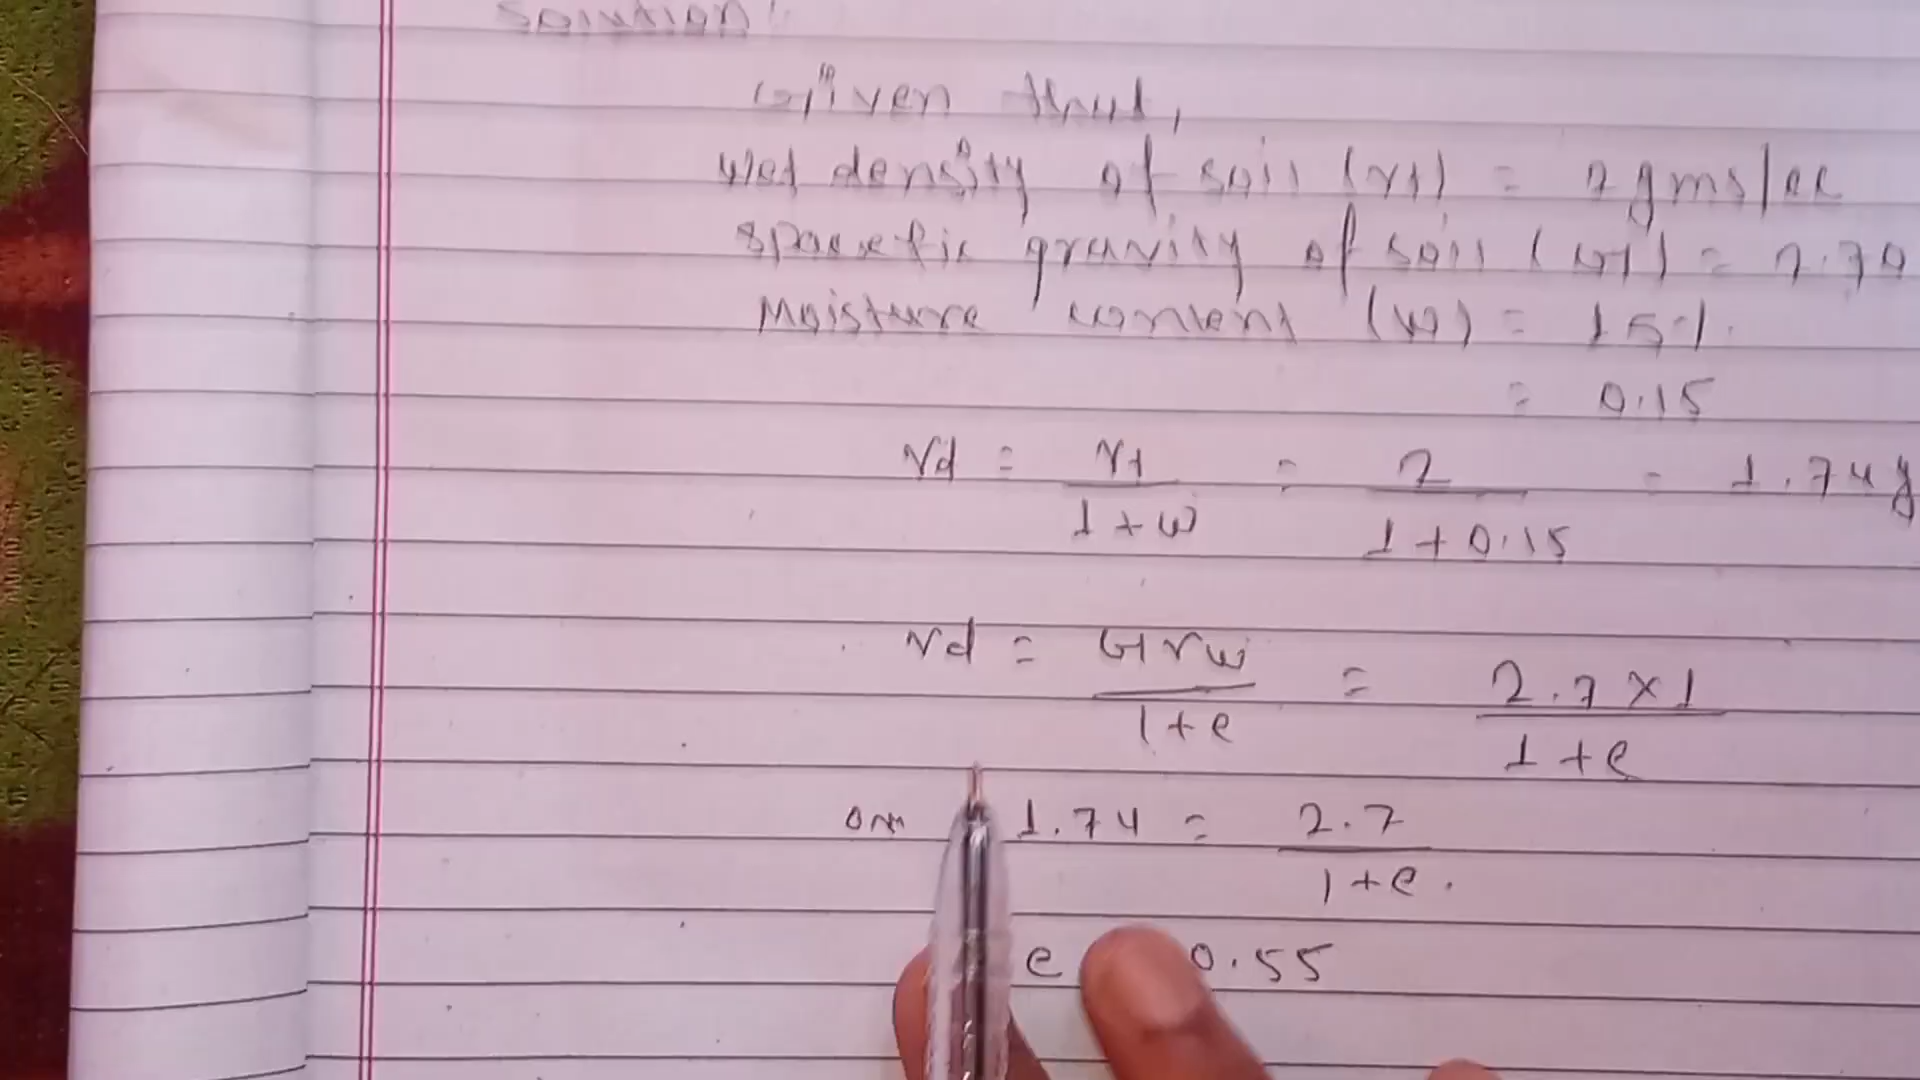 Solution:
Given that,
Wet density of soil (γt) = 2 gms/cc
Specific gravity of soil (G) = 2.70
Moisture content (w) = 15%.
= 0.15
γd = γt / 1+w = 2 / 1+0.15 = 1.74 g
γd = Gγw / 1+e = 2.7×1 / 1+e
or 1.74 = 2.7 / 1+e.
e 0.55